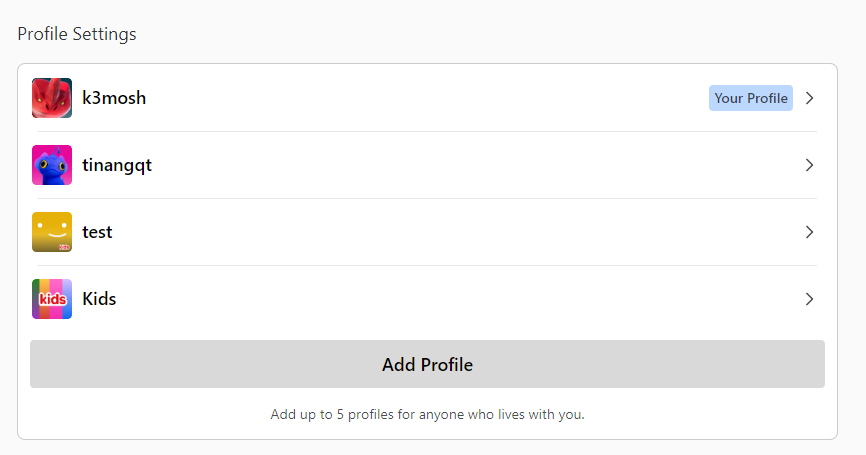 Profile Settings
k3mosh
Your Profile
tinangqt
test
KIDS
kids
Kids
Add Profile
Add up to 5 profiles for anyone who lives with you.